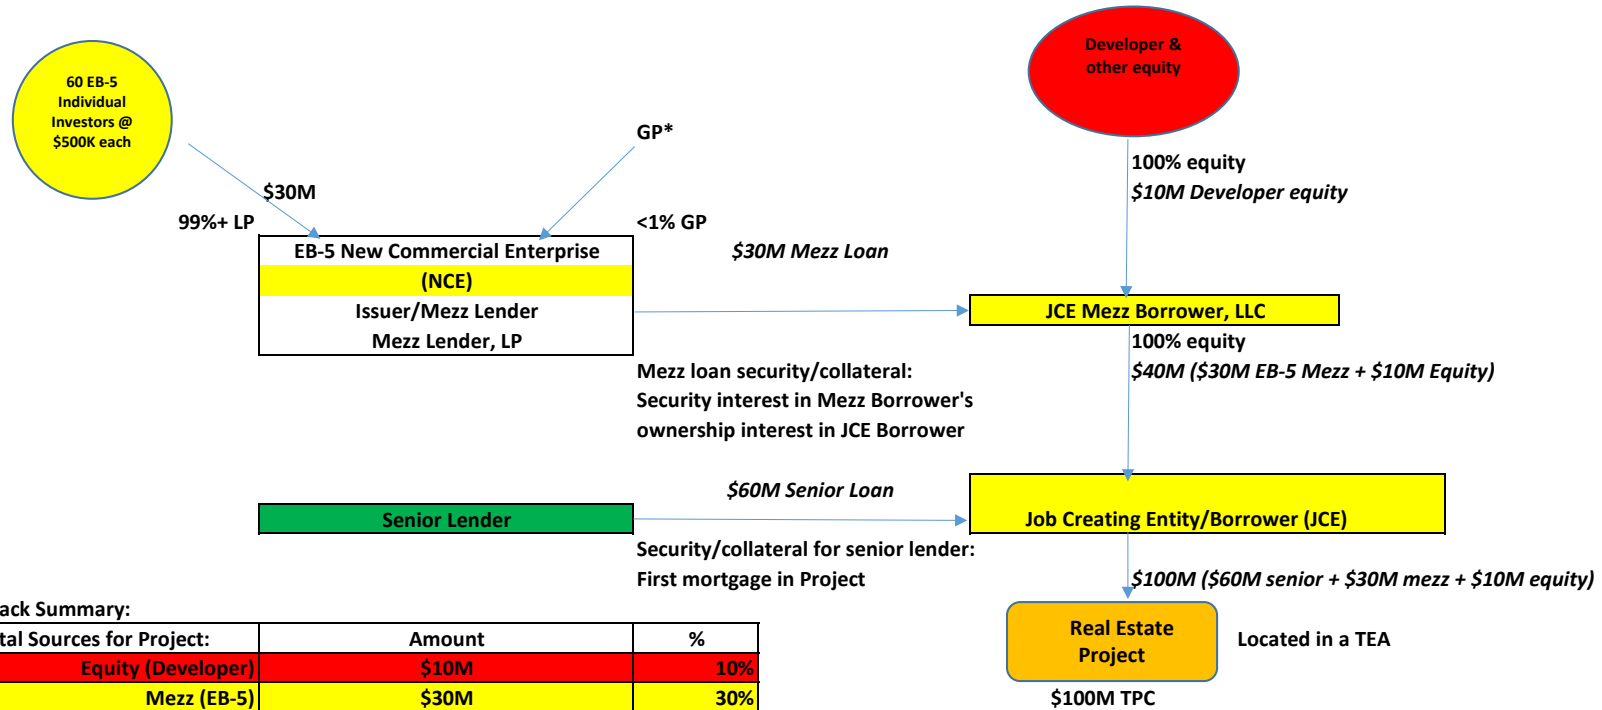 60 EB-5
Individual
Investors @
$500K each
Developer &
other equity
GP*
$30M
99%+ LP
<1% GP
100% equity
$10M Developer equity
EB-5 New Commercial Enterprise
(NCE)
Issuer/Mezz Lender
Mezz Lender, LP
$30M Mezz Loan
JCE Mezz Borrower, LLC
100% equity
$40M ($30M EB-5 Mezz + $10M Equity)
Mezz loan security/collateral:
Security interest in Mezz Borrower's
ownership interest in JCE Borrower
$60M Senior Loan
Senior Lender
Job Creating Entity/Borrower (JCE)
Security/collateral for senior lender:
First mortgage in Project
$100M ($60M senior + $30M mezz + $10M equity)
Real Estate
Project
Located in a TEA
$100M TPC
ack Summary:
tal Sources for Project: Amount %
Equity (Developer) $10M 10%
Mezz (EB-5) $30M 30%